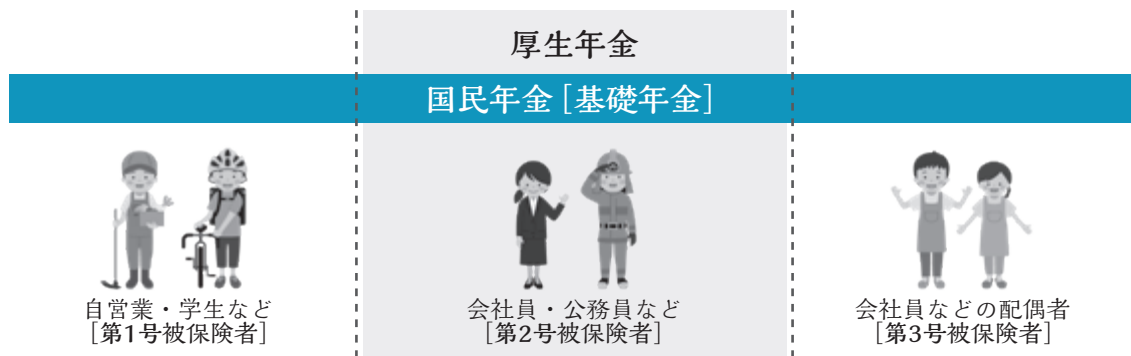 厚生年金
国民年金[基礎年金]
自営業・学生など
[第1号被保険者]
会社員・公務員など
[第2号被保険者]
会社員などの配偶者
[第3号被保険者]